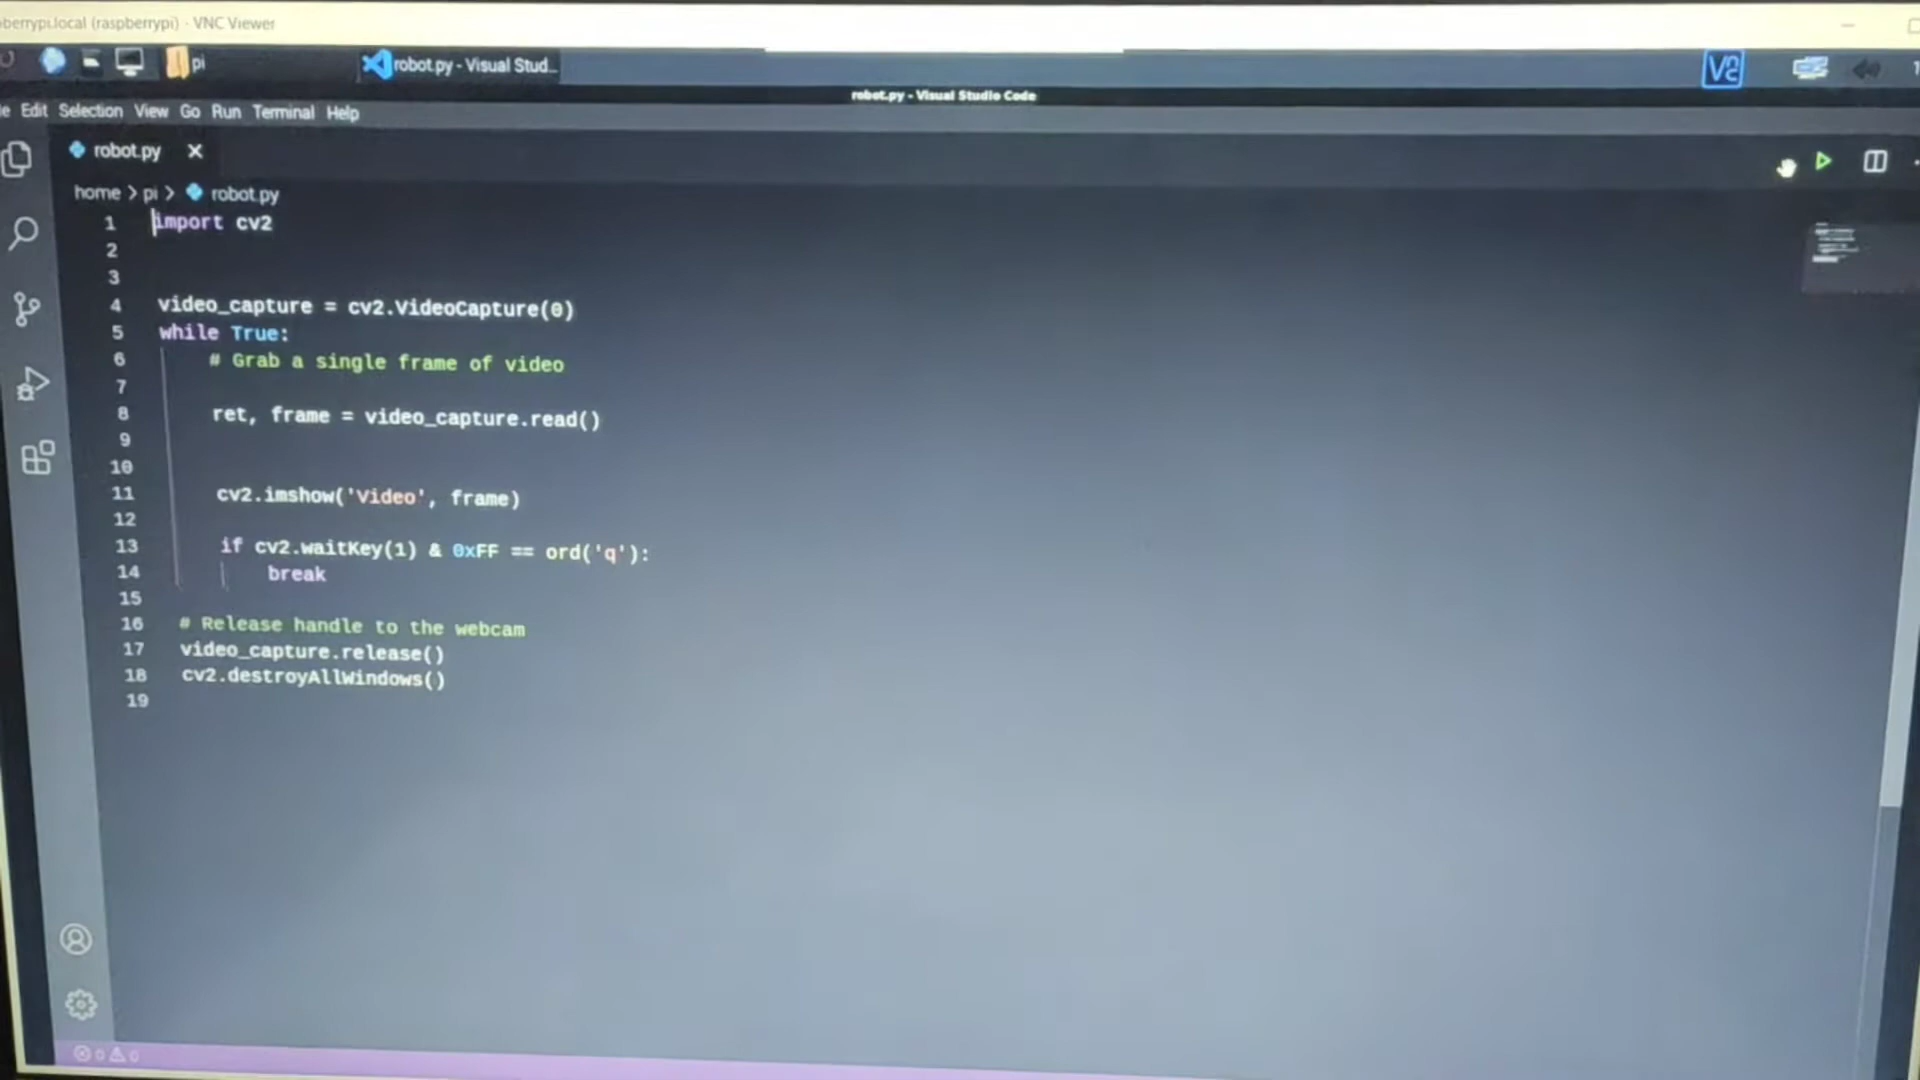 (raspberrypi) - VNC Viewer
pi
robot.py - Visual Stud...
robot.py - Visual Studio Code
Edit Selection View Go Run Terminal Help
robot.py
home > pi > robot.py
1 import cv2
2
3
4 video_capture = cv2.VideoCapture(0)
5 while True:
6 # Grab a single frame of video
7
8 ret, frame = video_capture.read()
9
10
11 cv2.imshow('Video', frame)
12
13 if cv2.waitKey(1) & 0xFF == ord('q'):
14 break
15
16 # Release handle to the webcam
17 video_capture.release()
18 cv2.destroyAllWindows()
19
0 0